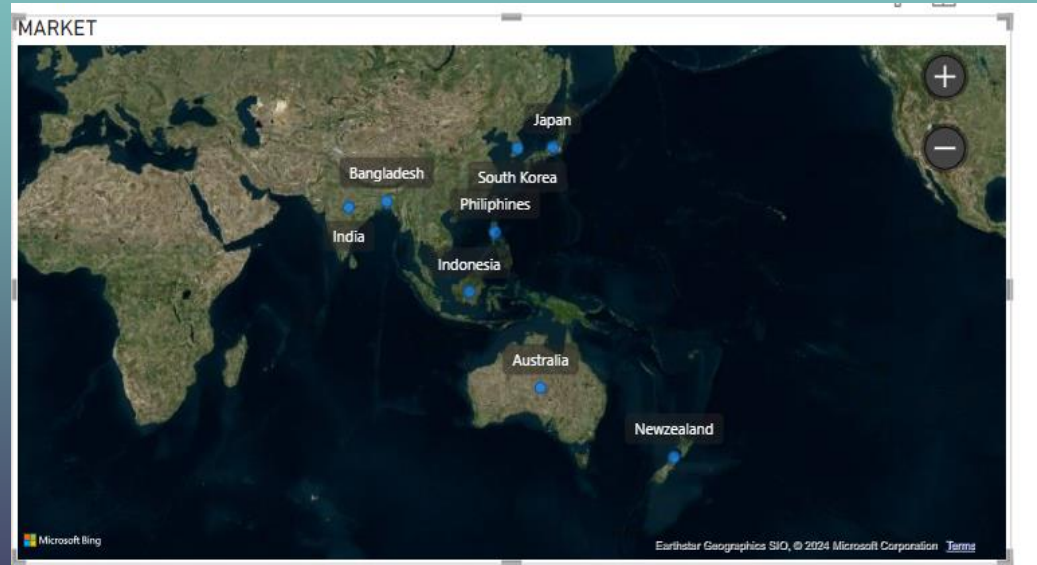 MARKET
Japan
Bangladesh
South Korea
Philiphines
India
Indonesia
Australia
Newzealand
Microsoft Bing
Earthstar Geographics SIO, © 2024 Microsoft Corporation Terms